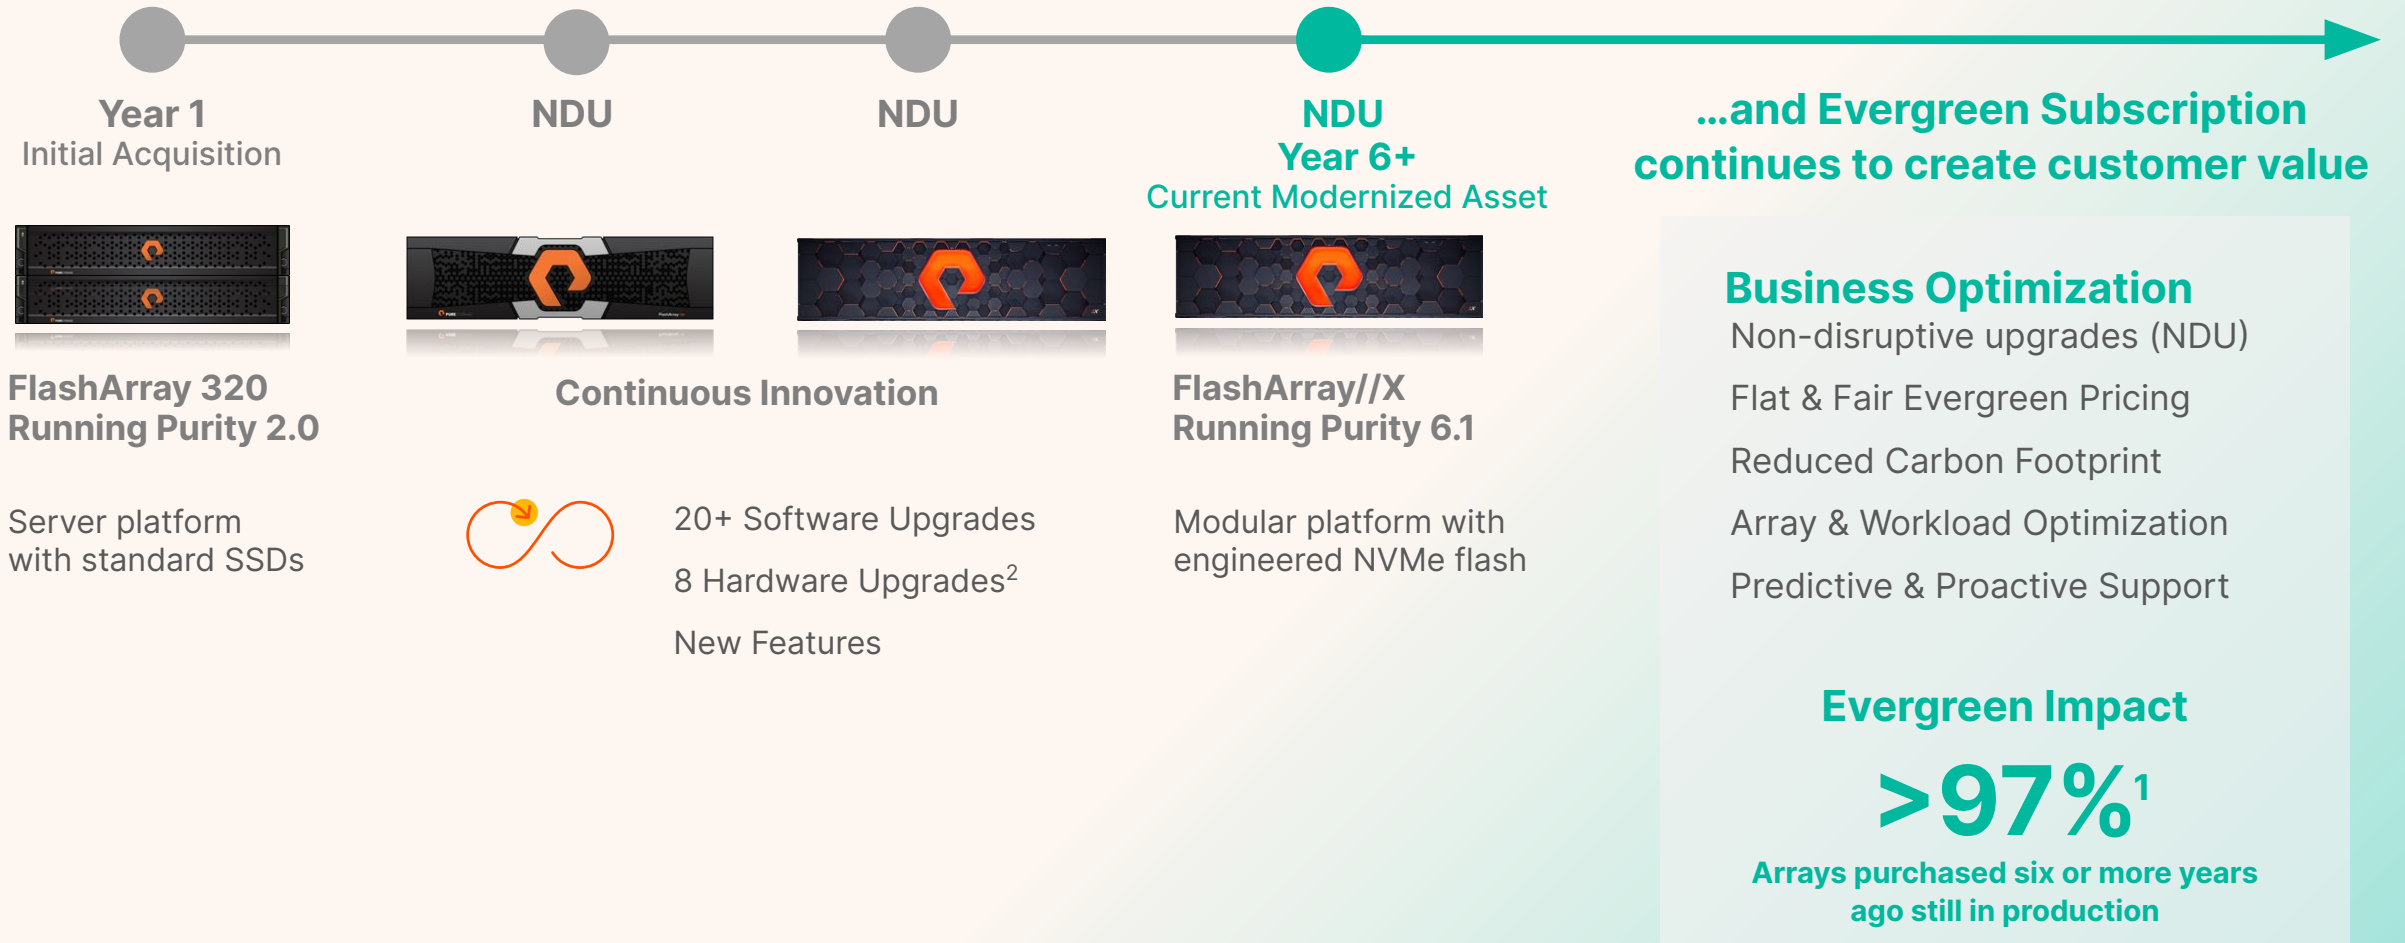 Year 1
Initial Acquisition
NDU
NDU
NDU
Year 6+
Current Modernized Asset
...and Evergreen Subscription
continues to create customer value
FlashArray 320
Running Purity 2.0
Server platform
with standard SSDs
Continuous Innovation
20+ Software Upgrades
8 Hardware Upgrades²
New Features
FlashArray//X
Running Purity 6.1
Modular platform with
engineered NVMe flash
Business Optimization
Non-disruptive upgrades (NDU)
Flat & Fair Evergreen Pricing
Reduced Carbon Footprint
Array & Workload Optimization
Predictive & Proactive Support
Evergreen Impact
>97%¹
Arrays purchased six or more years
ago still in production